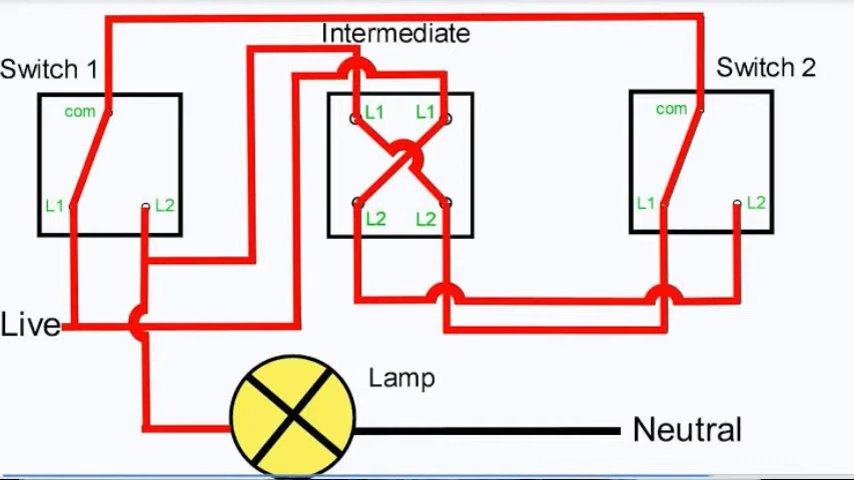 Intermediate
Switch 1
Switch 2
com
L1
L1
com
L1
L2
L2
L2
L1
L2
Live
Lamp
Neutral